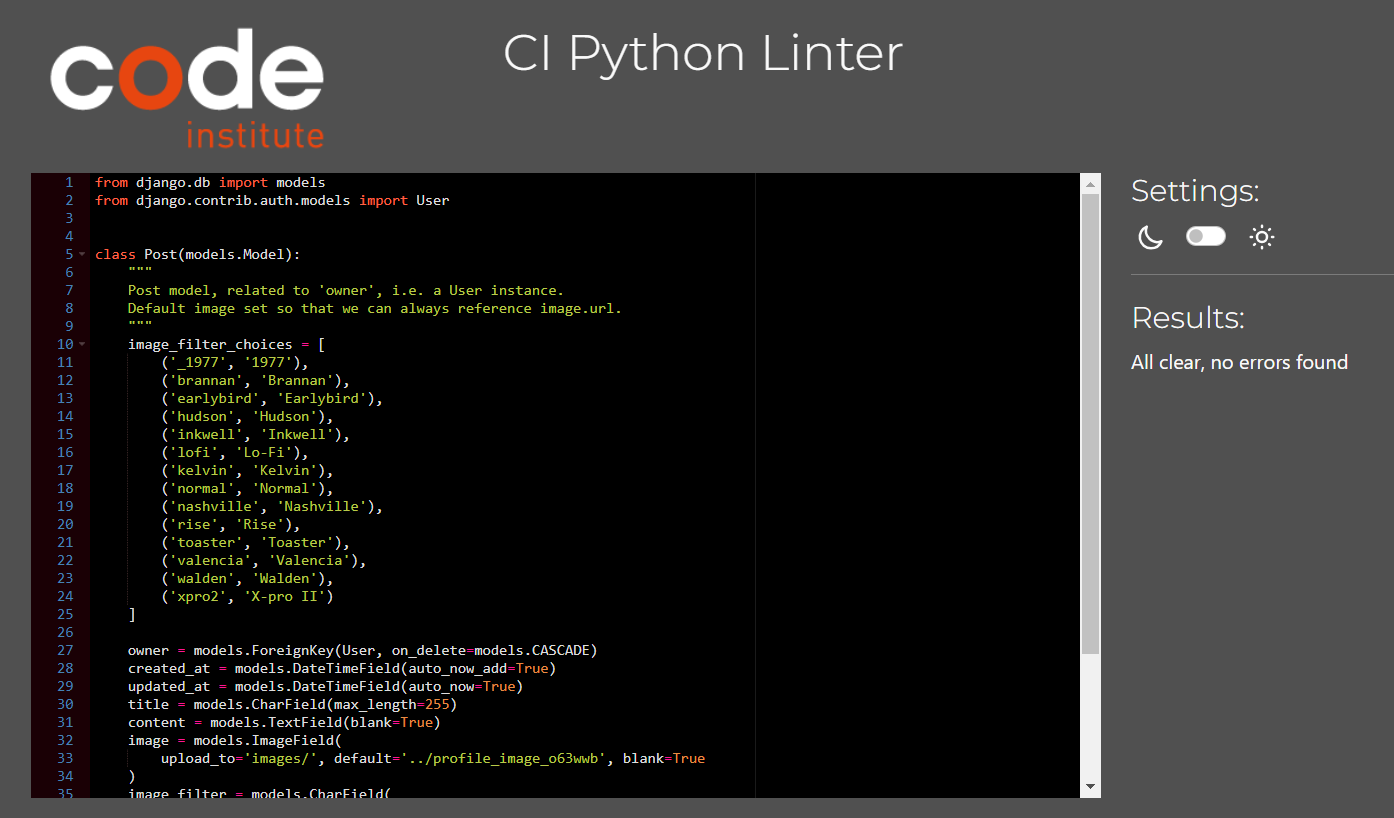 code
institute
CI Python Linter
1 from django.db import models
2 from django.contrib.auth.models import User
3
4
5 class Post(models.Model):
6     """
7     Post model, related to 'owner', i.e. a User instance.
8     Default image set so that we can always reference image.url.
9     """
10     image_filter_choices = [
11         ('_1977', '1977'),
12         ('brannan', 'Brannan'),
13         ('earlybird', 'Earlybird'),
14         ('hudson', 'Hudson'),
15         ('inkwell', 'Inkwell'),
16         ('lofi', 'Lo-Fi'),
17         ('kelvin', 'Kelvin'),
18         ('normal', 'Normal'),
19         ('nashville', 'Nashville'),
20         ('rise', 'Rise'),
21         ('toaster', 'Toaster'),
22         ('valencia', 'Valencia'),
23         ('walden', 'Walden'),
24         ('xpro2', 'X-pro II')
25     ]
26
27     owner = models.ForeignKey(User, on_delete=models.CASCADE)
28     created_at = models.DateTimeField(auto_now_add=True)
29     updated_at = models.DateTimeField(auto_now=True)
30     title = models.CharField(max_length=255)
31     content = models.TextField(blank=True)
32     image = models.ImageField(
33         upload_to='images/', default='../profile_image_o63wwb', blank=True
34     )
35     image_filter = models.CharField(
Settings:
Results:
All clear, no errors found